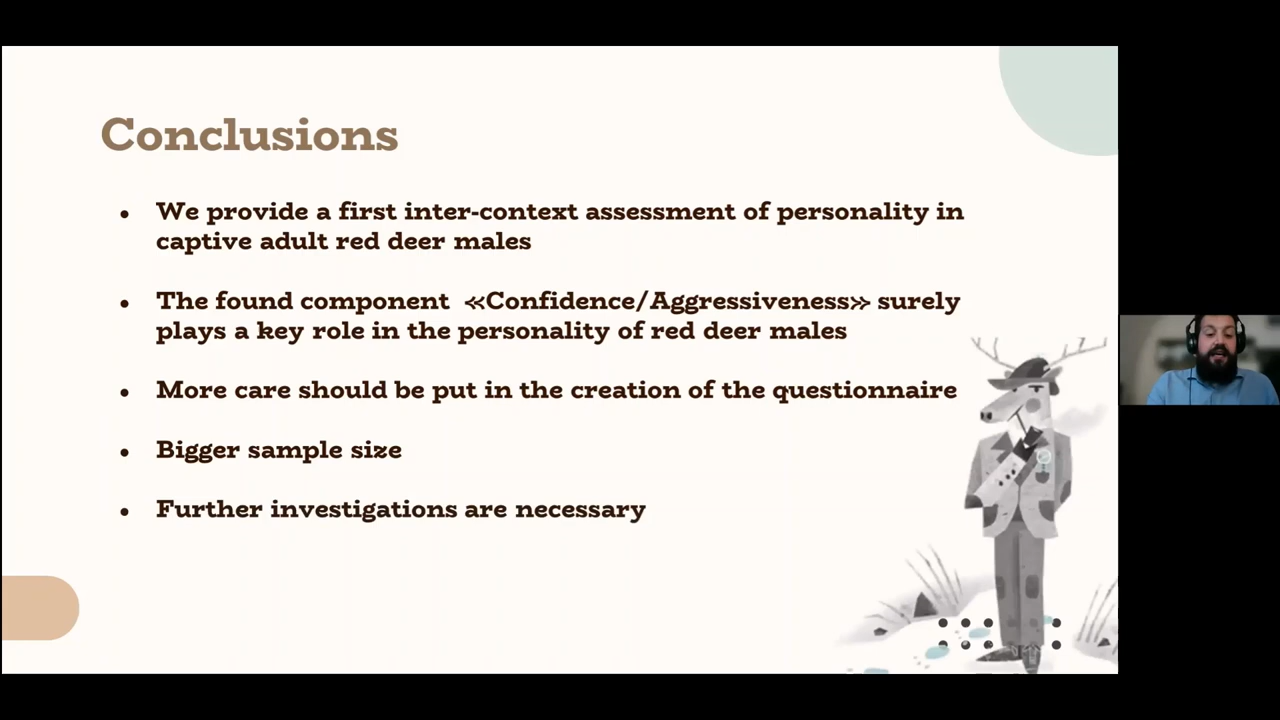 Conclusions
• We provide a first inter-context assessment of personality in
captive adult red deer males
• The found component «Confidence/Aggressiveness» surely
plays a key role in the personality of red deer males
• More care should be put in the creation of the questionnaire
• Bigger sample size
• Further investigations are necessary